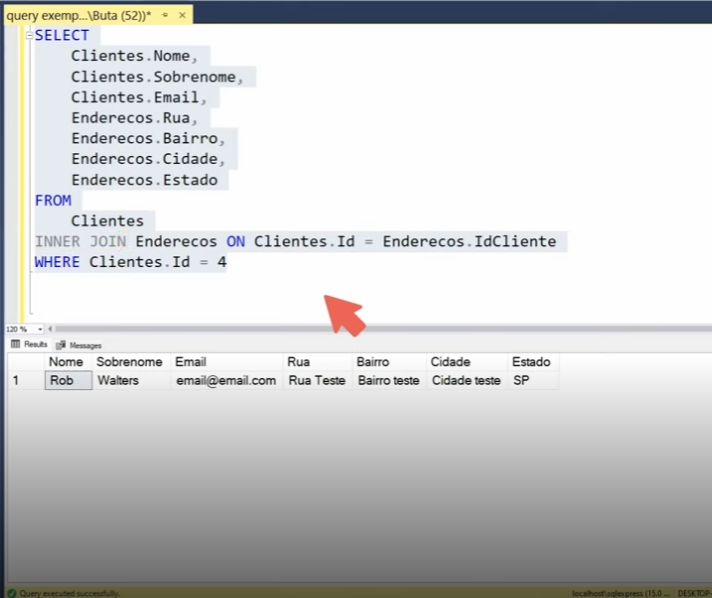 query exemp...\Buta (52))*
SELECT
Clientes.Nome,
Clientes.Sobrenome,
Clientes.Email,
Enderecos.Rua,
Enderecos.Bairro,
Enderecos.Cidade,
Enderecos.Estado
FROM
Clientes
INNER JOIN Enderecos ON Clientes.Id = Enderecos.IdCliente
WHERE Clientes.Id = 4
120 %
Results Messages
Nome Sobrenome Email Rua Bairro Cidade Estado
1 Rob Walters email@email.com Rua Teste Bairro teste Cidade teste SP
Query executed successfully. localhost\sqlexpress (15.0 ... DESKTOP-